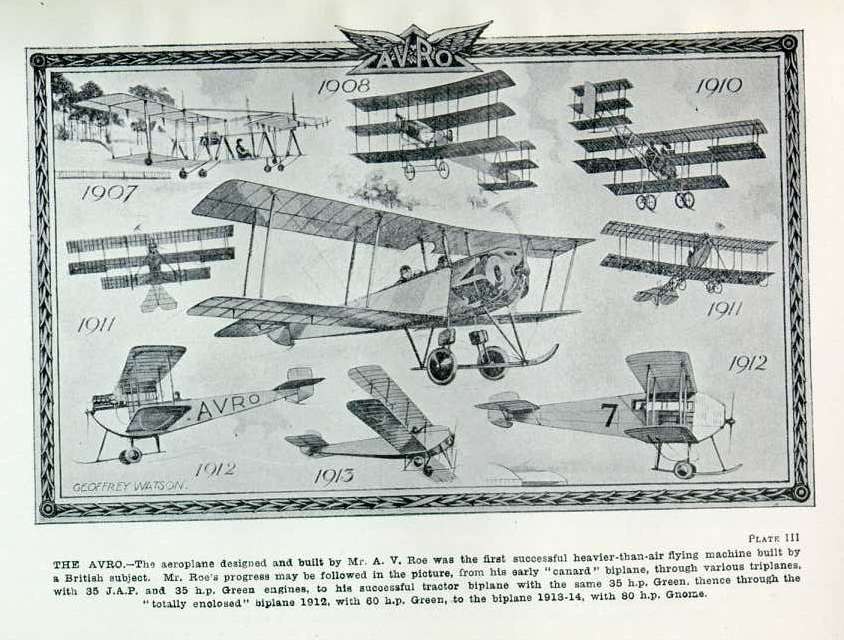 AVRO
1908
1910
1907
1911
1911
AVRO
7
1912
1912
1913
GEOFFREY WATSON.
PLATE III
THE AVRO.—The aeroplane designed and built by Mr. A. V. Roe was the first successful heavier-than-air flying machine built by
a British subject. Mr. Roe's progress may be followed in the picture, from his early "canard" biplane, through various triplanes,
with 35 J.A.P. and 35 h.p. Green engines, to his successful tractor biplane with the same 35 h.p. Green, thence through the
"totally enclosed" biplane 1912, with 60 h.p. Green, to the biplane 1913-14, with 80 h.p. Gnome.